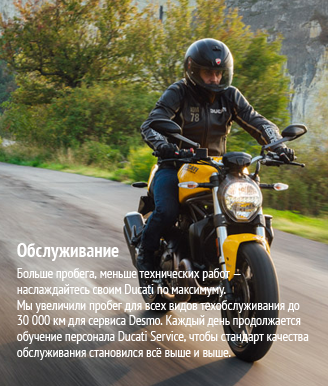 DUCATI
78
Обслуживание
Больше пробега, меньше технических работ –
наслаждайтесь своим Ducati по максимуму.
Мы увеличили пробег для всех видов техобслуживания до
30 000 км для сервиса Desmo. Каждый день продолжается
обучение персонала Ducati Service, чтобы стандарт качества
обслуживания становился всё выше и выше.